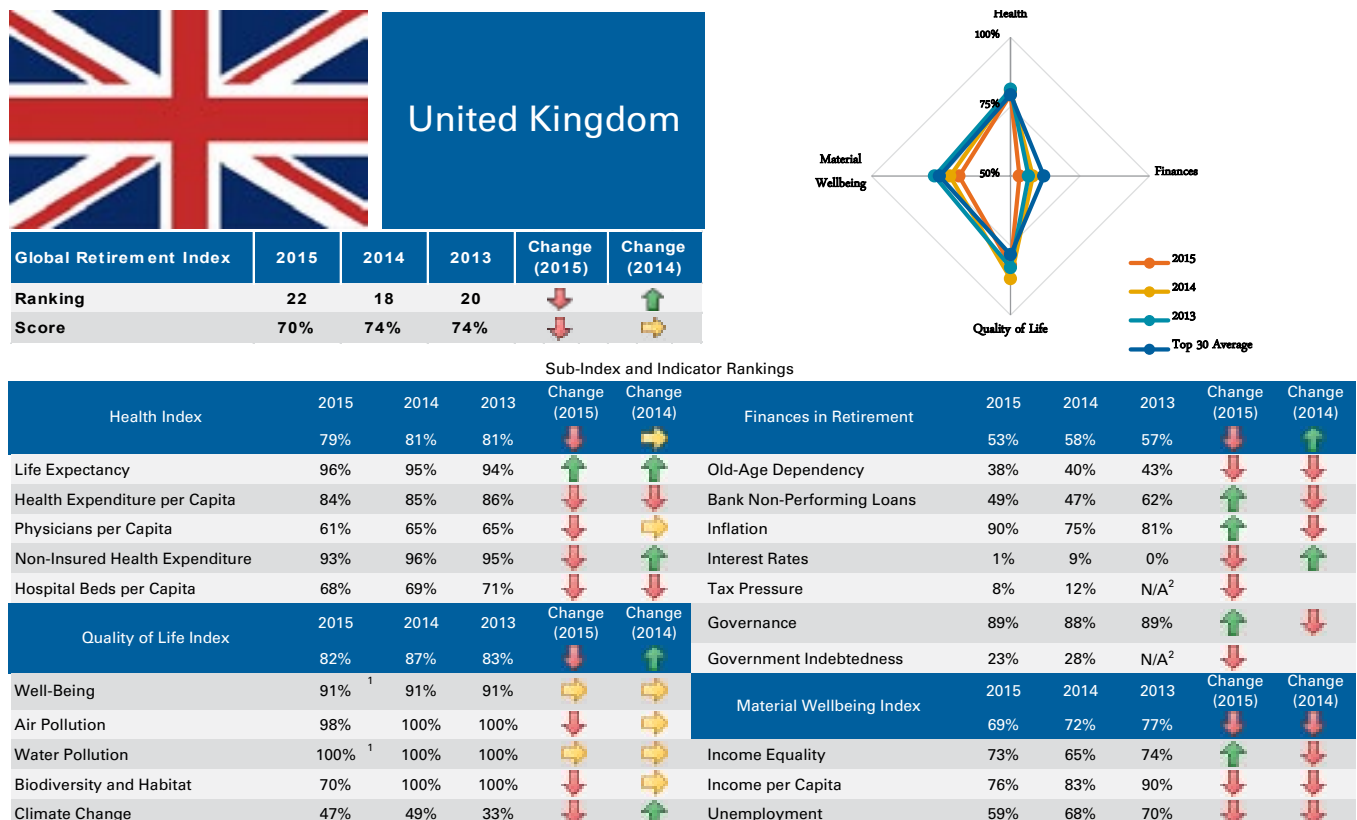 United Kingdom
Global Retirement Index 2015 2014 2013 Change (2015) Change (2014)
Ranking 22 18 20
Score 70% 74% 74%
Health
100%
75%
50%
Material
Wellbeing
Finances
Quality of Life
2015
2014
2013
Top 30 Average
Sub-Index and Indicator Rankings
Health Index 2015 2014 2013 Change (2015) Change (2014)
79% 81% 81%
Life Expectancy 96% 95% 94%
Health Expenditure per Capita 84% 85% 86%
Physicians per Capita 61% 65% 65%
Non-Insured Health Expenditure 93% 96% 95%
Hospital Beds per Capita 68% 69% 71%
Quality of Life Index 2015 2014 2013 Change (2015) Change (2014)
82% 87% 83%
Well-Being 91% 1 91% 91%
Air Pollution 98% 100% 100%
Water Pollution 100% 1 100% 100%
Biodiversity and Habitat 70% 100% 100%
Climate Change 47% 49% 33%
Finances in Retirement 2015 2014 2013 Change (2015) Change (2014)
53% 58% 57%
Old-Age Dependency 38% 40% 43%
Bank Non-Performing Loans 49% 47% 62%
Inflation 90% 75% 81%
Interest Rates 1% 9% 0%
Tax Pressure 8% 12% N/A2
Governance 89% 88% 89%
Government Indebtedness 23% 28% N/A2
Material Wellbeing Index 2015 2014 2013 Change (2015) Change (2014)
69% 72% 77%
Income Equality 73% 65% 74%
Income per Capita 76% 83% 90%
Unemployment 59% 68% 70%